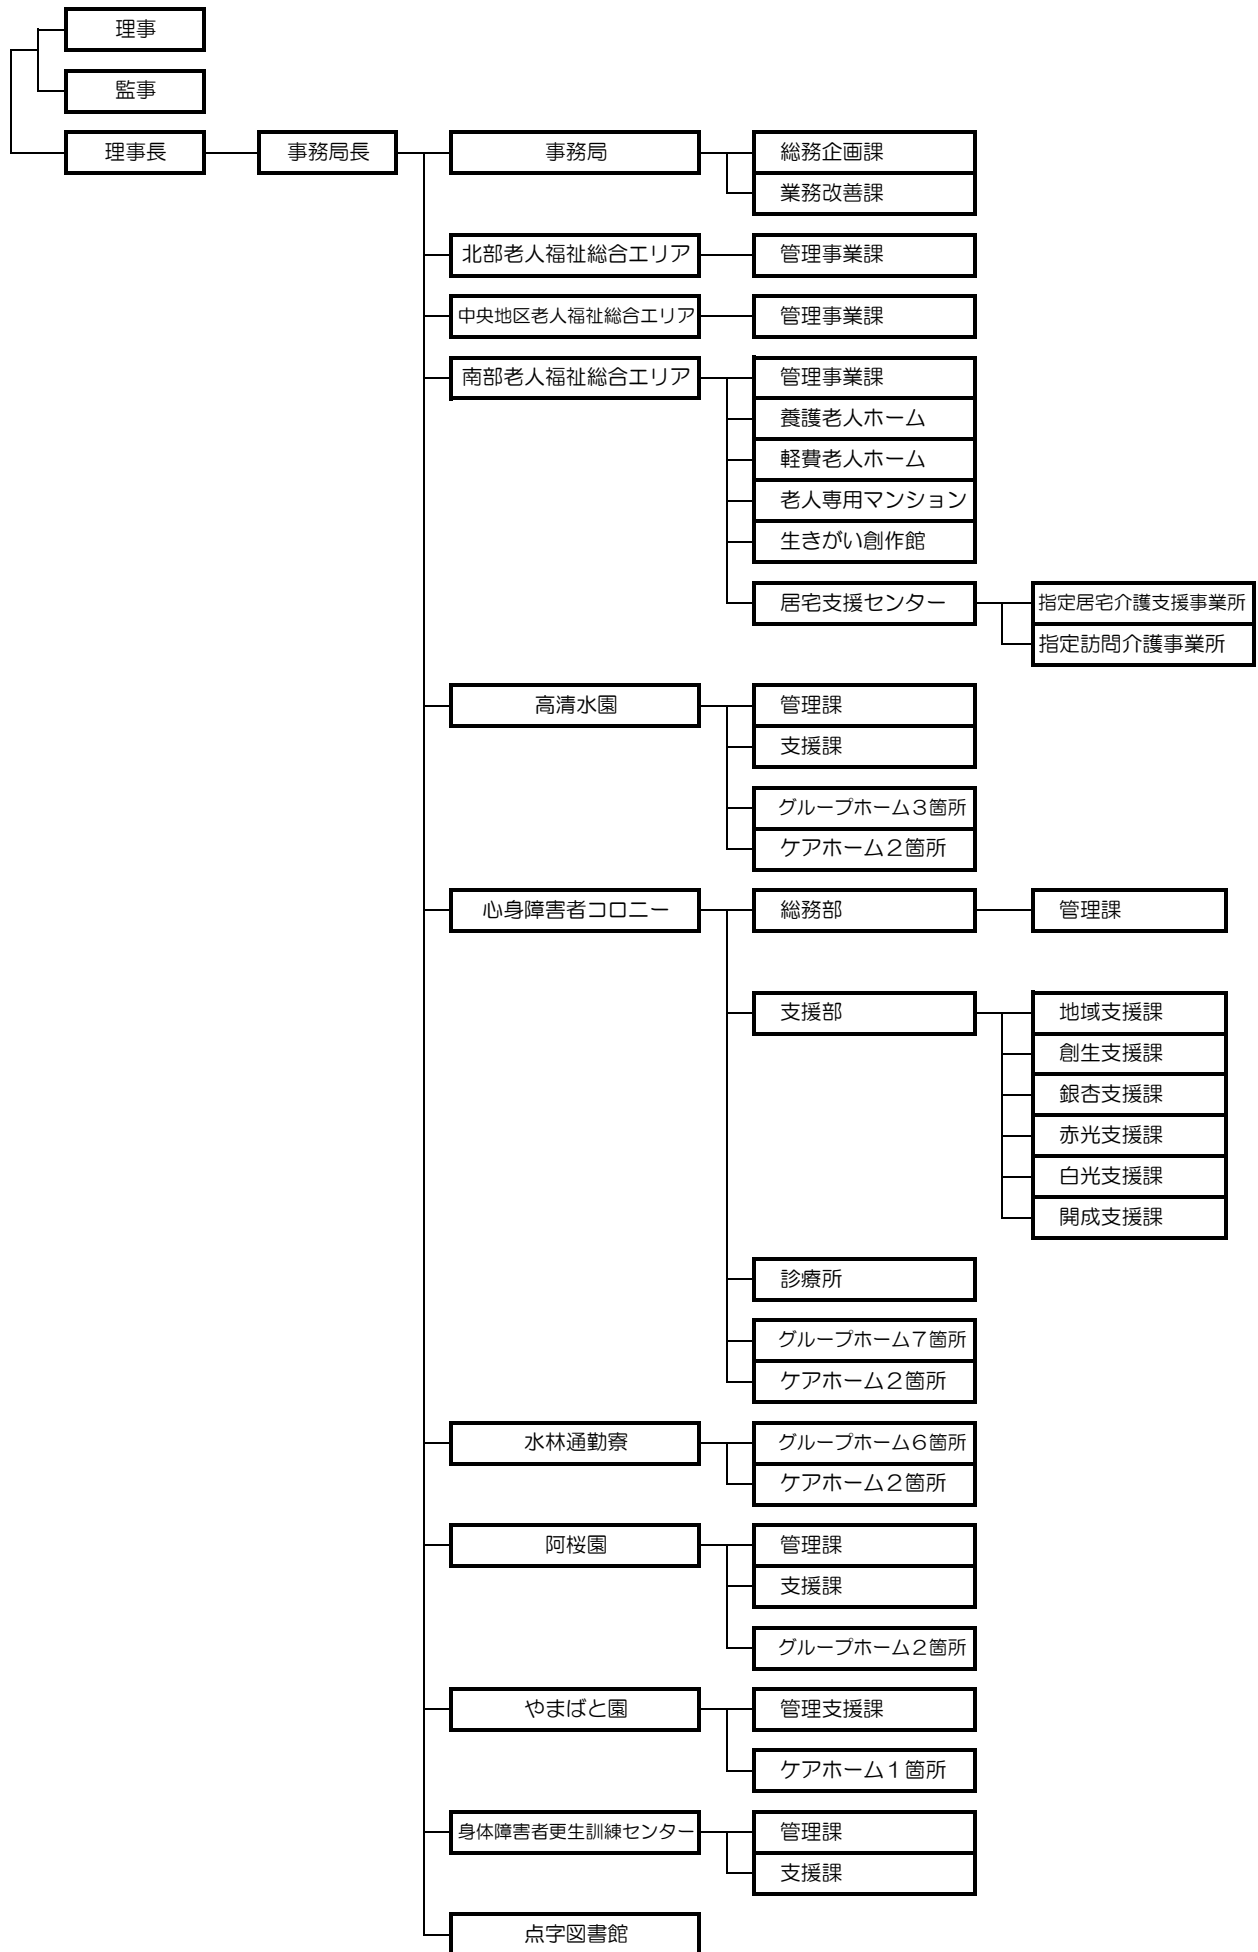 理事
監事
理事長 事務局長 事務局 総務企画課
業務改善課
北部老人福祉総合エリア 管理事業課
中央地区老人福祉総合エリア 管理事業課
南部老人福祉総合エリア 管理事業課
養護老人ホーム
軽費老人ホーム
老人専用マンション
生きがい創作館
居宅支援センター 指定居宅介護支援事業所
指定訪問介護事業所
高清水園 管理課
支援課
グループホーム3箇所
ケアホーム2箇所
心身障害者コロニー 総務部 管理課
支援部 地域支援課
創生支援課
銀杏支援課
赤光支援課
白光支援課
開成支援課
診療所
グループホーム7箇所
ケアホーム2箇所
水林通勤寮 グループホーム6箇所
ケアホーム2箇所
阿桜園 管理課
支援課
グループホーム2箇所
やまばと園 管理支援課
ケアホーム1箇所
身体障害者更生訓練センター 管理課
支援課
点字図書館